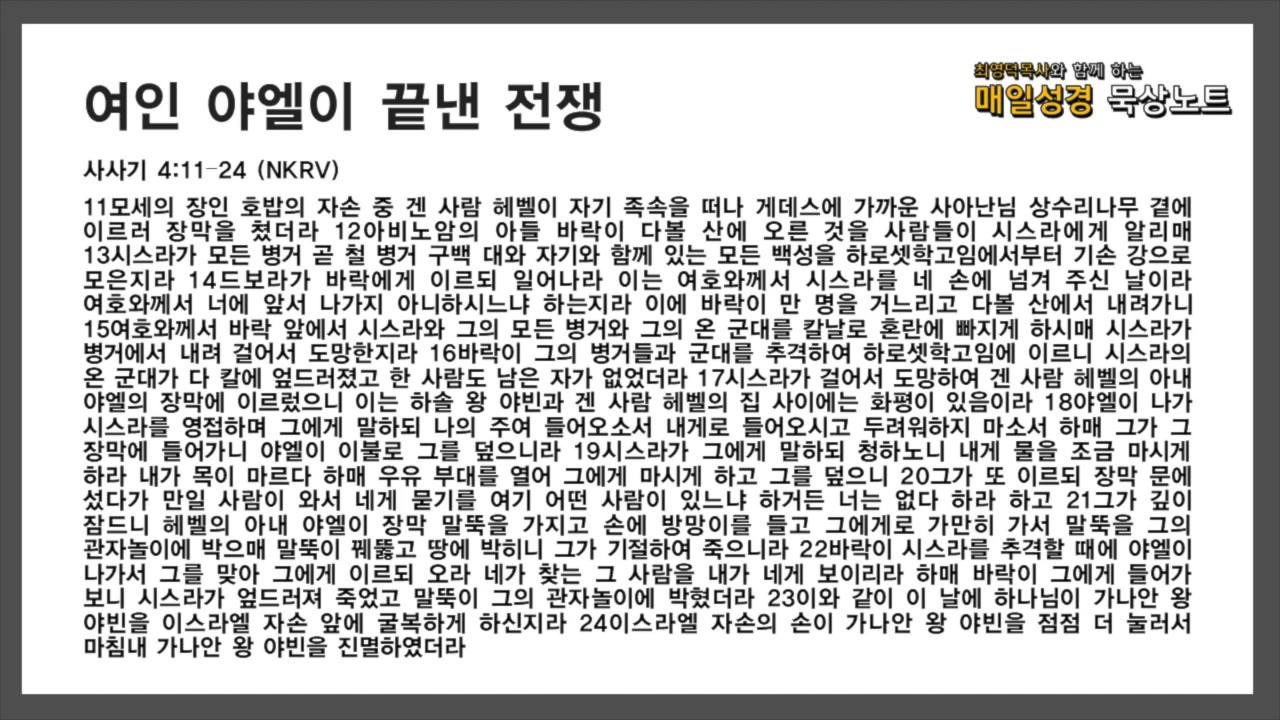 최영덕목사와 함께 하는
매일성경 묵상노트
여인 야엘이 끝낸 전쟁
사사기 4:11-24 (NKRV)
11모세의 장인 호밥의 자손 중 겐 사람 헤벨이 자기 족속을 떠나 게데스에 가까운 사아난님 상수리나무 곁에
이르러 장막을 쳤더라 12아비노암의 아들 바락이 다볼 산에 오른 것을 사람들이 시스라에게 알리매
13시스라가 모든 병거 곧 철 병거 구백 대와 자기와 함께 있는 모든 백성을 하로셋학고임에서부터 기손 강으로
모은지라 14드보라가 바락에게 이르되 일어나라 이는 여호와께서 시스라를 네 손에 넘겨 주신 날이라
여호와께서 너에 앞서 나가지 아니하시느냐 하는지라 이에 바락이 만 명을 거느리고 다볼 산에서 내려가니
15여호와께서 바락 앞에서 시스라와 그의 모든 병거와 그의 온 군대를 칼날로 혼란에 빠지게 하시매 시스라가
병거에서 내려 걸어서 도망한지라 16바락이 그의 병거들과 군대를 추격하여 하로셋학고임에 이르니 시스라의
온 군대가 다 칼에 엎드러졌고 한 사람도 남은 자가 없었더라 17시스라가 걸어서 도망하여 겐 사람 헤벨의 아내
야엘의 장막에 이르렀으니 이는 하솔 왕 야빈과 겐 사람 헤벨의 집 사이에는 화평이 있음이라 18야엘이 나가
시스라를 영접하며 그에게 말하되 나의 주여 들어오소서 내게로 들어오시고 두려워하지 마소서 하매 그가 그
장막에 들어가니 야엘이 이불로 그를 덮으니라 19시스라가 그에게 말하되 청하노니 내게 물을 조금 마시게
하라 내가 목이 마르다 하매 우유 부대를 열어 그에게 마시게 하고 그를 덮으니 20그가 또 이르되 장막 문에
섰다가 만일 사람이 와서 네게 묻기를 여기 어떤 사람이 있느냐 하거든 너는 없다 하라 하고 21그가 깊이
잠드니 헤벨의 아내 야엘이 장막 말뚝을 가지고 손에 방망이를 들고 그에게로 가만히 가서 말뚝을 그의
관자놀이에 박으매 말뚝이 꿰뚫고 땅에 박히니 그가 기절하여 죽으니라 22바락이 시스라를 추격할 때에 야엘이
나가서 그를 맞아 그에게 이르되 오라 네가 찾는 그 사람을 내가 네게 보이리라 하매 바락이 그에게 들어가
보니 시스라가 엎드러져 죽었고 말뚝이 그의 관자놀이에 박혔더라 23이와 같이 이 날에 하나님이 가나안 왕
야빈을 이스라엘 자손 앞에 굴복하게 하신지라 24이스라엘 자손의 손이 가나안 왕 야빈을 점점 더 눌러서
마침내 가나안 왕 야빈을 진멸하였더라